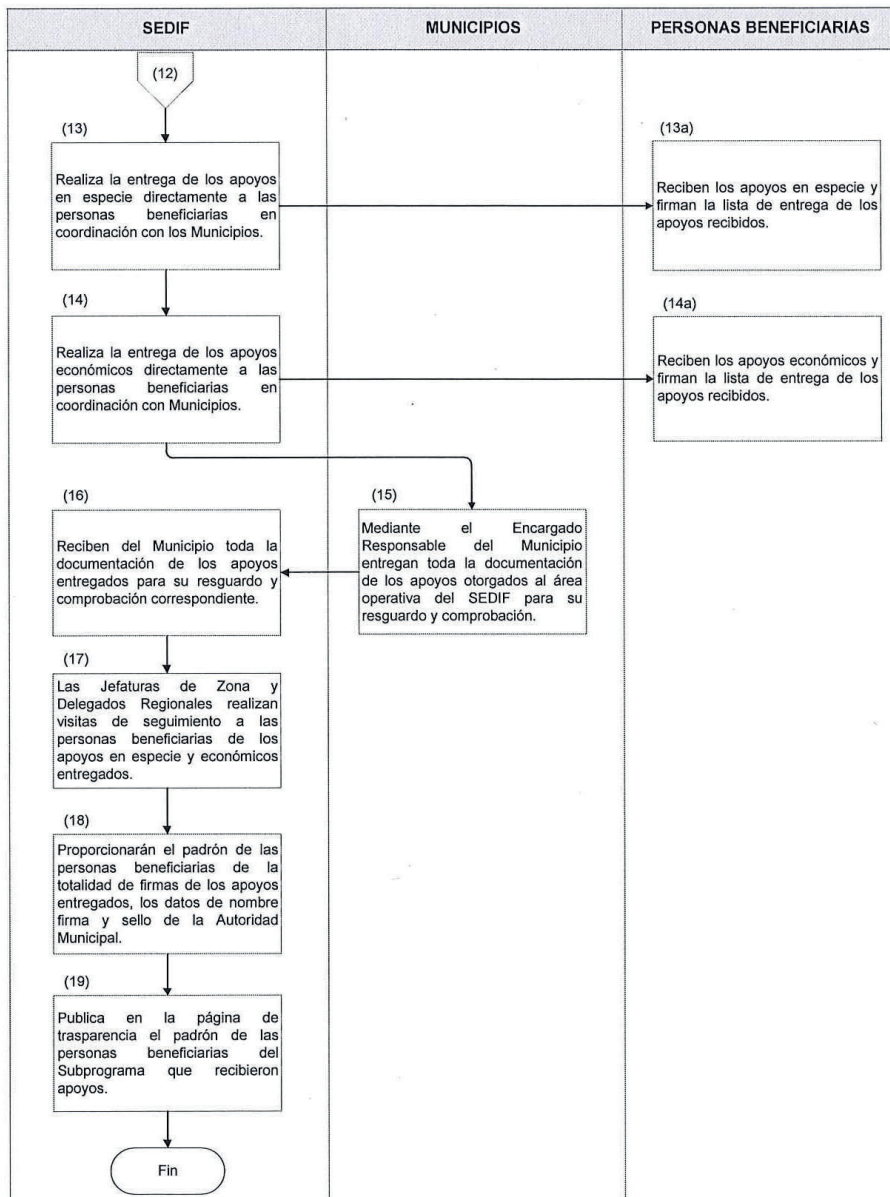 SEDIF
MUNICIPIOS
PERSONAS BENEFICIARIAS
(12)
(13)
Realiza la entrega de los apoyos
en especie directamente a las
personas beneficiarias en
coordinación con los Municipios.
(13a)
Reciben los apoyos en especie y
firman la lista de entrega de los
apoyos recibidos.
(14)
Realiza la entrega de los apoyos
económicos directamente a las
personas beneficiarias en
coordinación con Municipios.
(14a)
Reciben los apoyos económicos y
firman la lista de entrega de los
apoyos recibidos.
(15)
Mediante el Encargado
Responsable del Municipio
entregan toda la documentación
de los apoyos otorgados al área
operativa del SEDIF para su
resguardo y comprobación.
(16)
Reciben del Municipio toda la
documentación de los apoyos
entregados para su resguardo y
comprobación correspondiente.
(17)
Las Jefaturas de Zona y
Delegados Regionales realizan
visitas de seguimiento a las
personas beneficiarias de los
apoyos en especie y económicos
entregados.
(18)
Proporcionarán el padrón de las
personas beneficiarias de la
totalidad de firmas de los apoyos
entregados, los datos de nombre
firma y sello de la Autoridad
Municipal.
(19)
Publica en la página de
trasparencia el padrón de las
personas beneficiarias del
Subprograma que recibieron
apoyos.
Fin